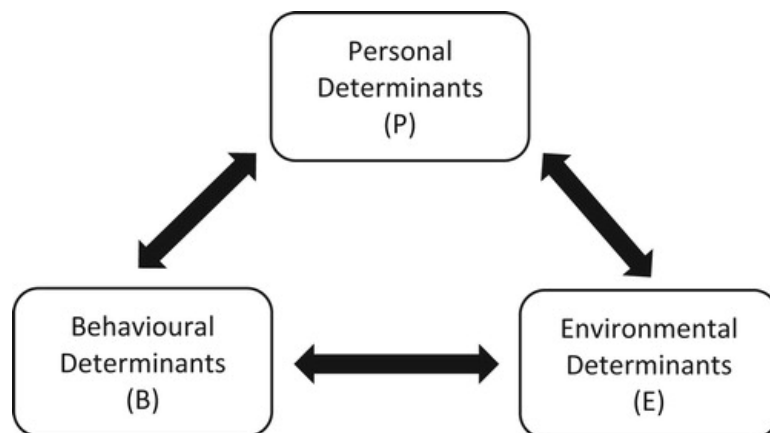 Personal
Determinants
(P)
Behavioural
Determinants
(B)
Environmental
Determinants
(E)